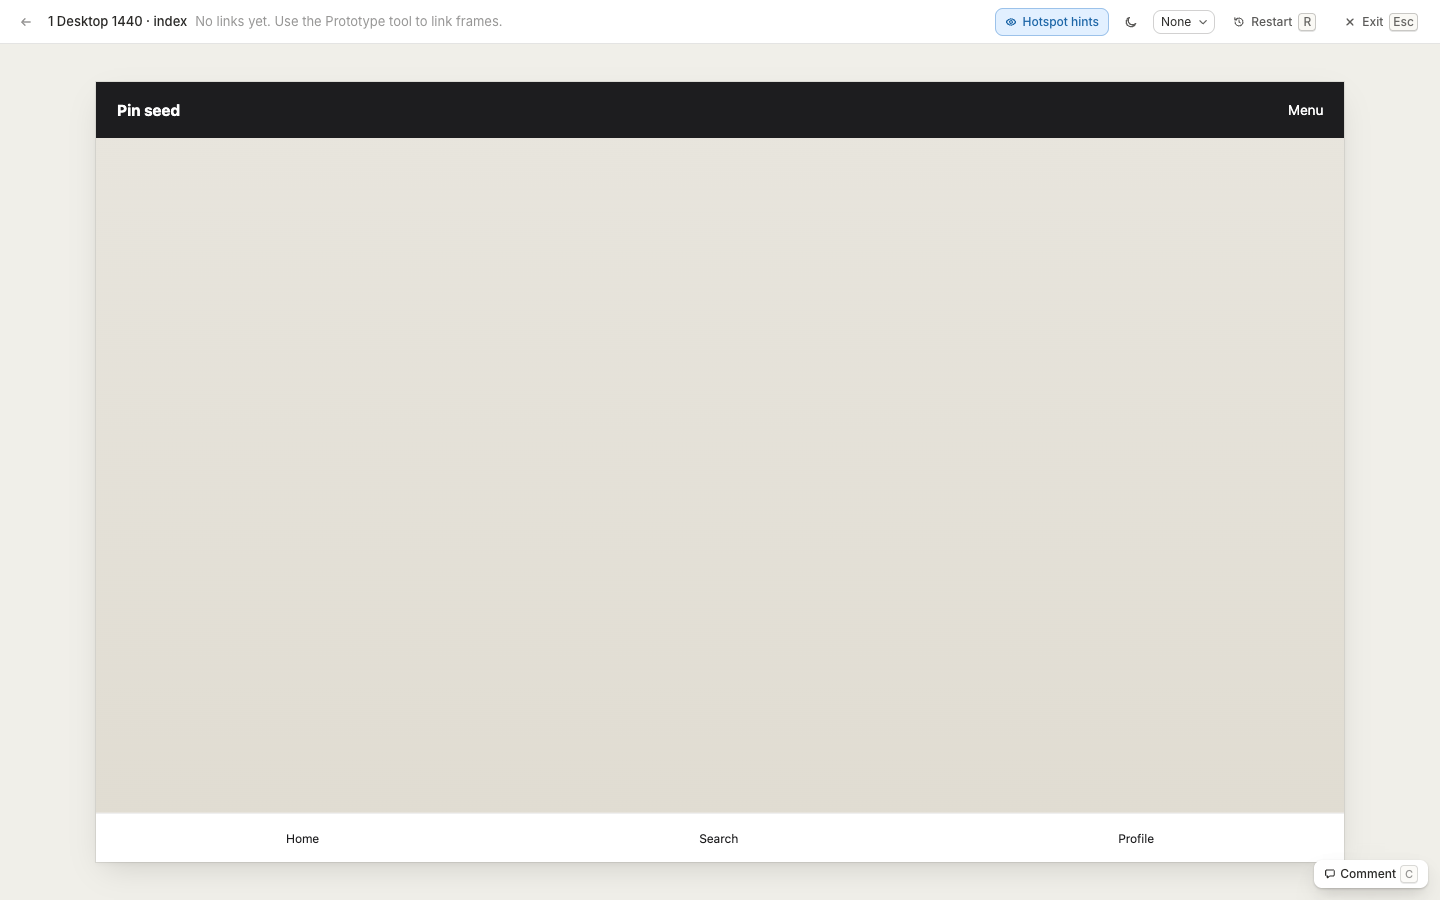 1 Desktop 1440 · index No links yet. Use the Prototype tool to link frames. Hotspot hints None Restart R Exit Esc
Pin seed Menu
Home Search Profile
Comment C